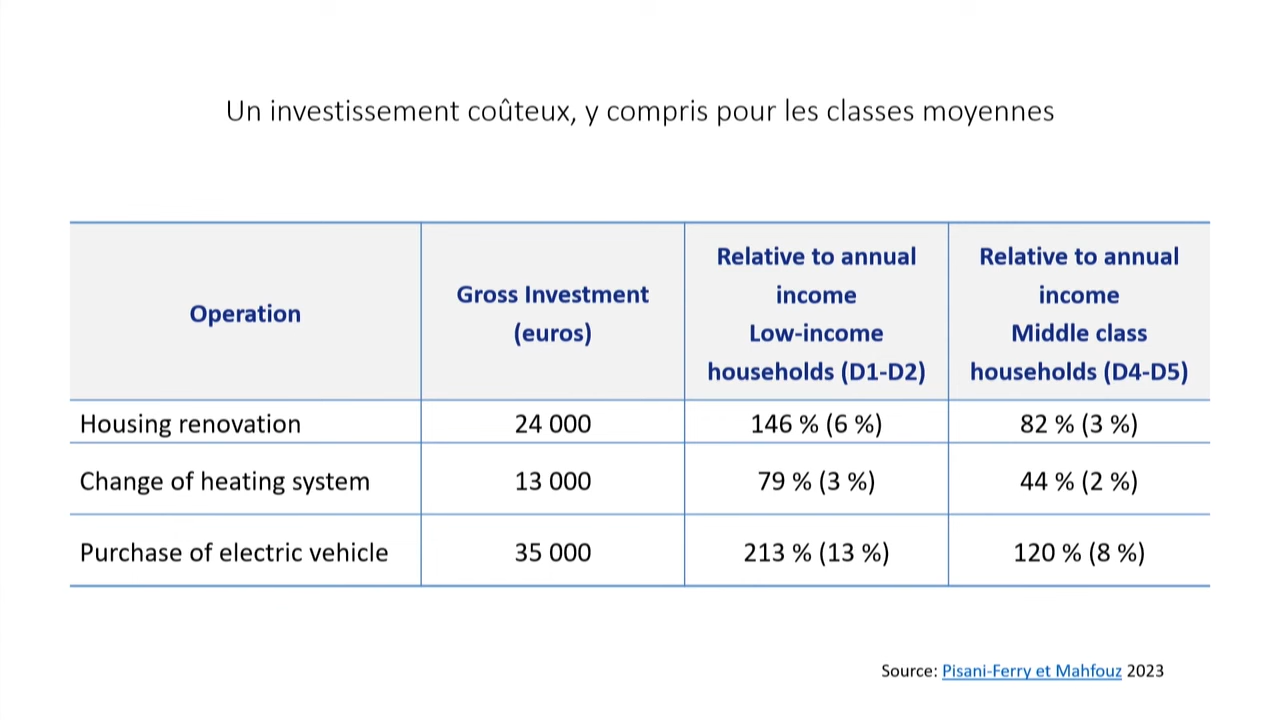 Un investissement coûteux, y compris pour les classes moyennes
Operation
Gross Investment
(euros)
Relative to annual
income
Low-income
households (D1-D2)
Relative to annual
income
Middle class
households (D4-D5)
Housing renovation
24 000
146 % (6 %)
82 % (3 %)
Change of heating system
13 000
79 % (3 %)
44 % (2 %)
Purchase of electric vehicle
35 000
213 % (13 %)
120 % (8 %)
Source: Pisani-Ferry et Mahfouz 2023